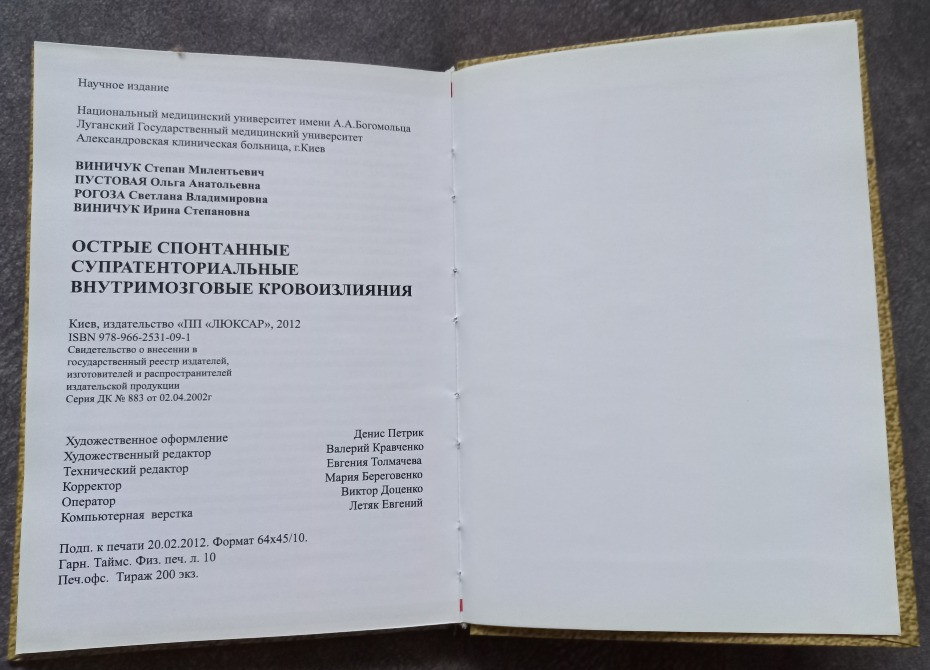 Научное издание
Национальный медицинский университет имени А.А.Богомольца
Луганский Государственный медицинский университет
Александровская клиническая больница, г.Киев
ВИНИЧУК Степан Милентьевич
ПУСТОВАЯ Ольга Анатольевна
РОГОЗА Светлана Владимировна
ВИНИЧУК Ирина Степановна
ОСТРЫЕ СПОНТАННЫЕ
СУПРАТЕНТОРИАЛЬНЫЕ
ВНУТРИМОЗГОВЫЕ КРОВОИЗЛИЯНИЯ
Киев, издательство «ПП «ЛЮКСАР», 2012
ISBN 978-966-2531-09-1
Свидетельство о внесении в
государственный реестр издателей,
изготовителей и распространителей
издательской продукции
Серия ДК № 883 от 02.04.2002г
Художественное оформление Денис Петрик
Художественный редактор Валерий Кравченко
Технический редактор Евгения Толмачева
Корректор Мария Береговенко
Оператор Виктор Доценко
Компьютерная верстка Летяк Евгений
Подп. к печати 20.02.2012. Формат 64х45/10.
Гарн. Таймс. Физ. печ. л. 10
Печ.офс. Тираж 200 экз.